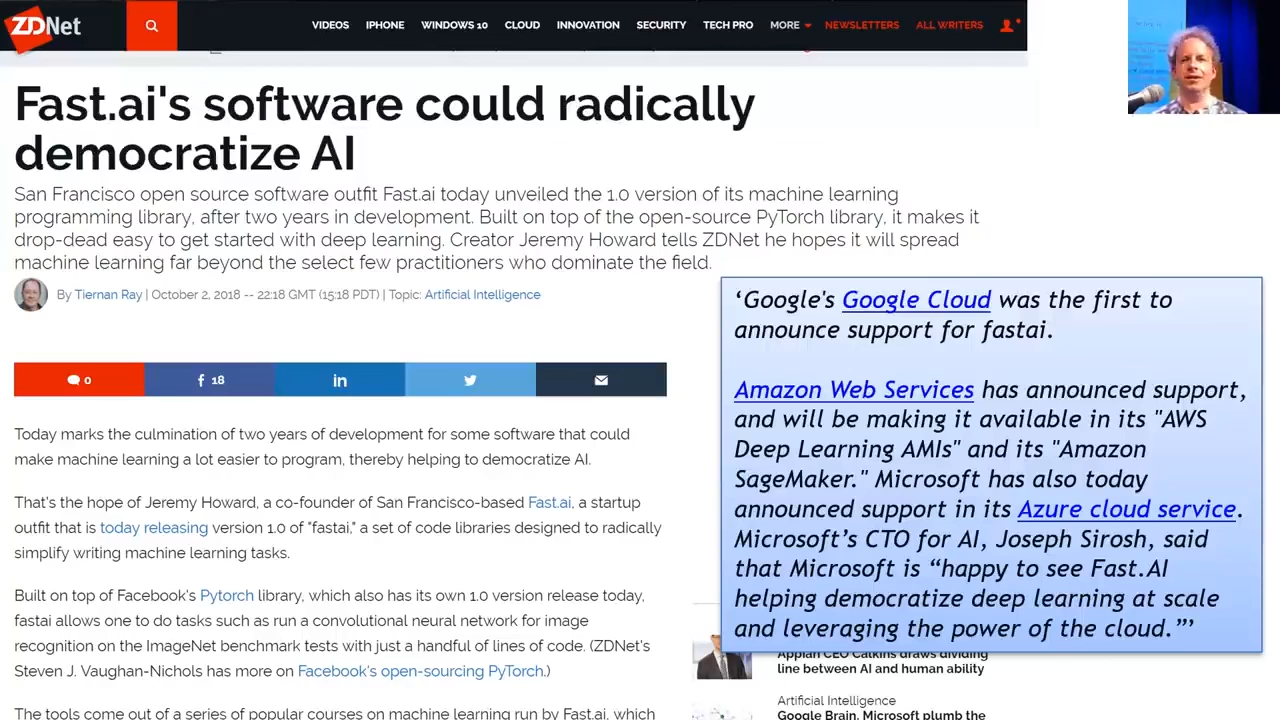 ZDNet
VIDEOS IPHONE WINDOWS 10 CLOUD INNOVATION SECURITY TECH PRO MORE NEWSLETTERS ALL WRITERS
Fast.ai's software could radically
democratize AI
San Francisco open source software outfit Fast.ai today unveiled the 1.0 version of its machine learning
programming library, after two years in development. Built on top of the open-source PyTorch library, it makes it
drop-dead easy to get started with deep learning. Creator Jeremy Howard tells ZDNet he hopes it will spread
machine learning far beyond the select few practitioners who dominate the field.
By Tiernan Ray | October 2, 2018 -- 22:18 GMT (15:18 PDT) | Topic: Artificial Intelligence
0 f 18 in
Today marks the culmination of two years of development for some software that could
make machine learning a lot easier to program, thereby helping to democratize AI.
That's the hope of Jeremy Howard, a co-founder of San Francisco-based Fast.ai, a startup
outfit that is today releasing version 1.0 of "fastai," a set of code libraries designed to radically
simplify writing machine learning tasks.
Built on top of Facebook's Pytorch library, which also has its own 1.0 version release today,
fastai allows one to do tasks such as run a convolutional neural network for image
recognition on the ImageNet benchmark tests with just a handful of lines of code. (ZDNet's
Steven J. Vaughan-Nichols has more on Facebook's open-sourcing PyTorch.)
The tools come out of a series of popular courses on machine learning run by Fast.ai, which
‘Google's Google Cloud was the first to
announce support for fastai.
Amazon Web Services has announced support,
and will be making it available in its "AWS
Deep Learning AMIs" and its "Amazon
SageMaker." Microsoft has also today
announced support in its Azure cloud service.
Microsoft’s CTO for AI, Joseph Sirosh, said
that Microsoft is “happy to see Fast.AI
helping democratize deep learning at scale
and leveraging the power of the cloud.”’
Appian CEO Calkins draws dividing
line between AI and human ability
Artificial Intelligence
Google Brain, Microsoft plumb the